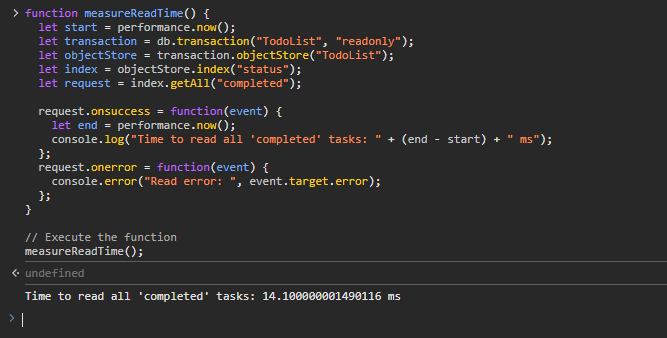 function measureReadTime() {
  let start = performance.now();
  let transaction = db.transaction("TodoList", "readonly");
  let objectStore = transaction.objectStore("TodoList");
  let index = objectStore.index("status");
  let request = index.getAll("completed");

  request.onsuccess = function(event) {
    let end = performance.now();
    console.log("Time to read all 'completed' tasks: " + (end - start) + " ms");
  };
  request.onerror = function(event) {
    console.error("Read error: ", event.target.error);
  };
}

// Execute the function
measureReadTime();
undefined
Time to read all 'completed' tasks: 14.100000001490116 ms